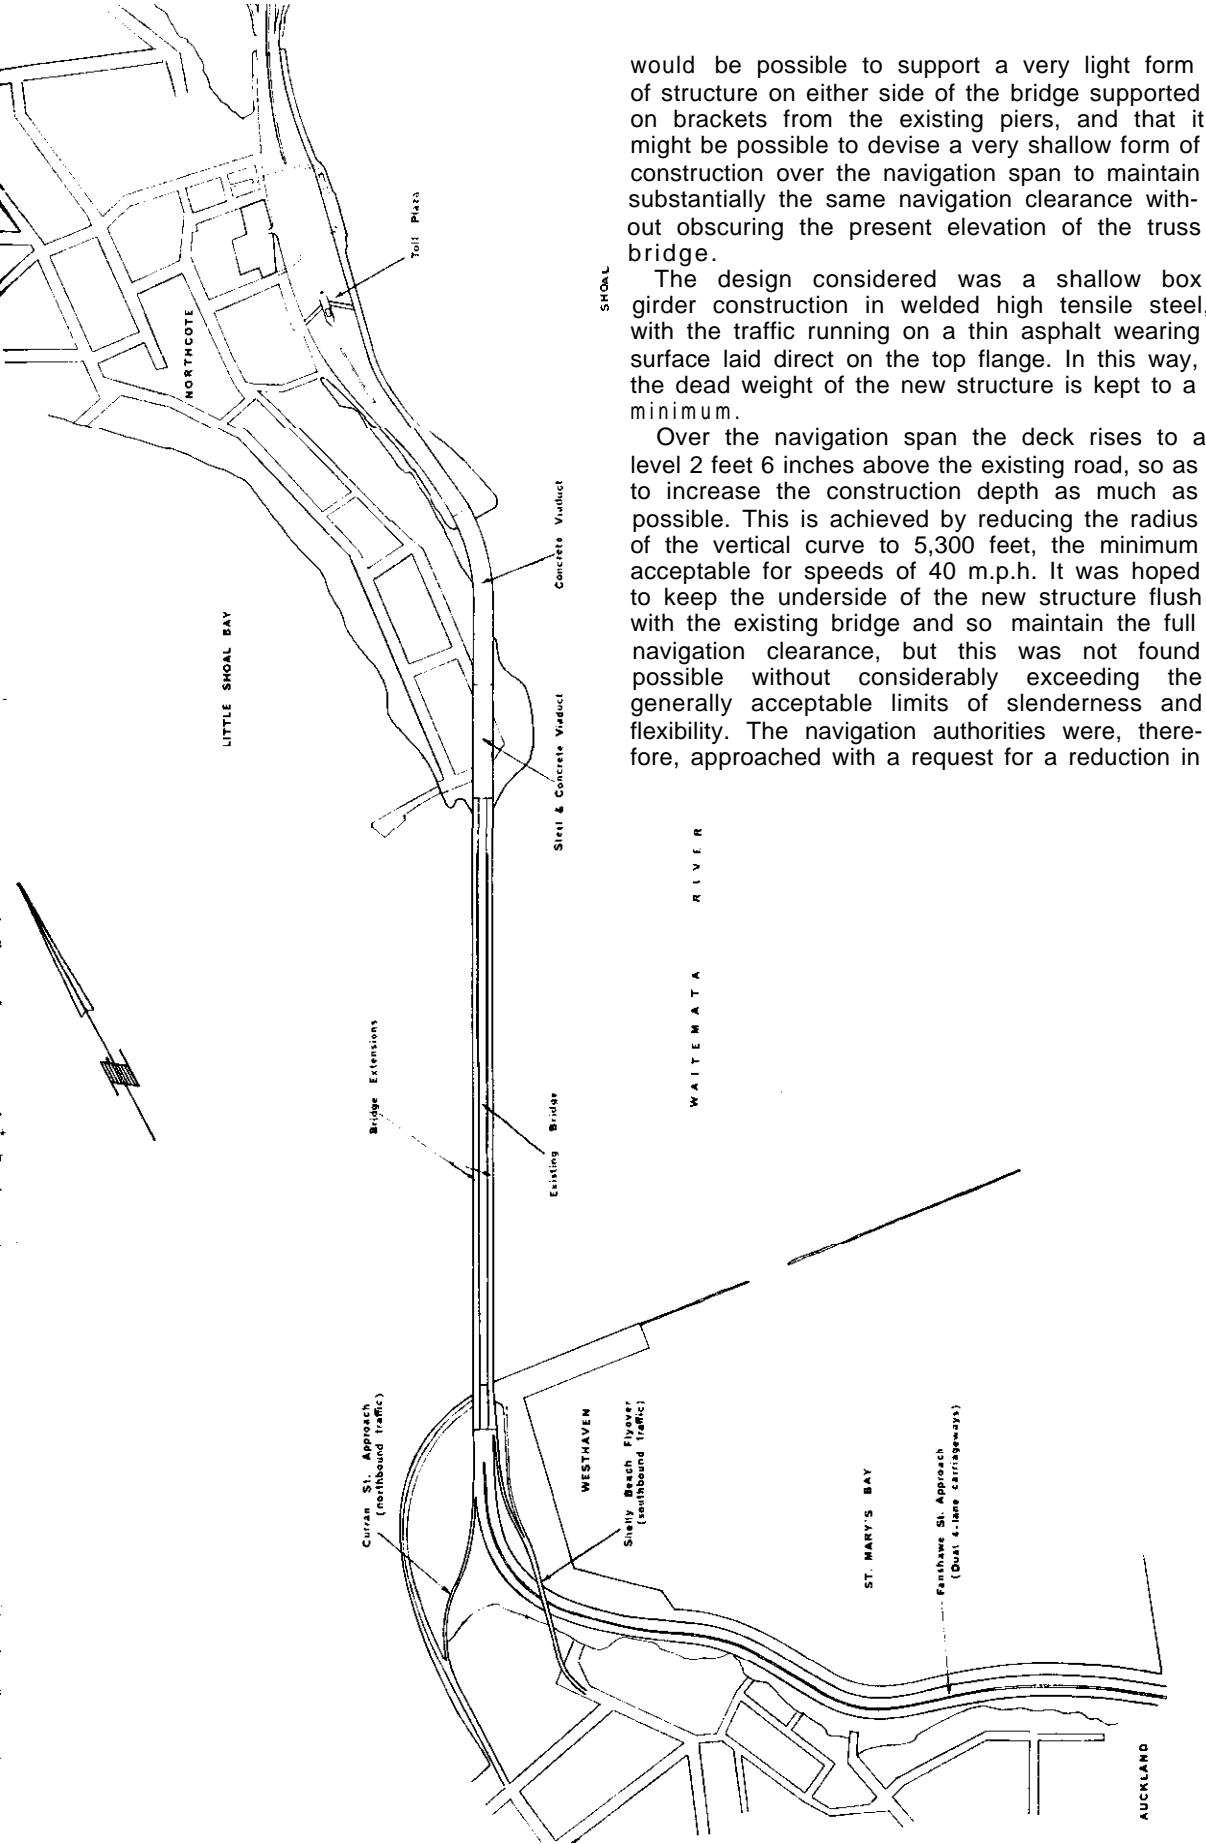 would be possible to support a very light form
of structure on either side of the bridge supported
on brackets from the existing piers, and that it
might be possible to devise a very shallow form of
construction over the navigation span to maintain
substantially the same navigation clearance with-
out obscuring the present elevation of the truss
bridge.
The design considered was a shallow box
girder construction in welded high tensile steel,
with the traffic running on a thin asphalt wearing
surface laid direct on the top flange. In this way,
the dead weight of the new structure is kept to a
minimum.
Over the navigation span the deck rises to a
level 2 feet 6 inches above the existing road, so as
to increase the construction depth as much as
possible. This is achieved by reducing the radius
of the vertical curve to 5,300 feet, the minimum
acceptable for speeds of 40 m.p.h. It was hoped
to keep the underside of the new structure flush
with the existing bridge and so maintain the full
navigation clearance, but this was not found
possible without considerably exceeding the
generally acceptable limits of slenderness and
flexibility. The navigation authorities were, there-
fore, approached with a request for a reduction in
Toll Plaza
SHOAL
NORTHCOTE
Concrete Viaduct
LITTLE SHOAL BAY
Steel & Concrete Viaduct
WAITEMATA RIVER
Bridge Extensions
Existing Bridge
Curran St. Approach
(northbound traffic)
WESTHAVEN
Shelly Beach Flyover
(southbound traffic)
ST. MARY'S BAY
Fanshawe St. Approach
(Dual 4-lane carriageways)
AUCKLAND